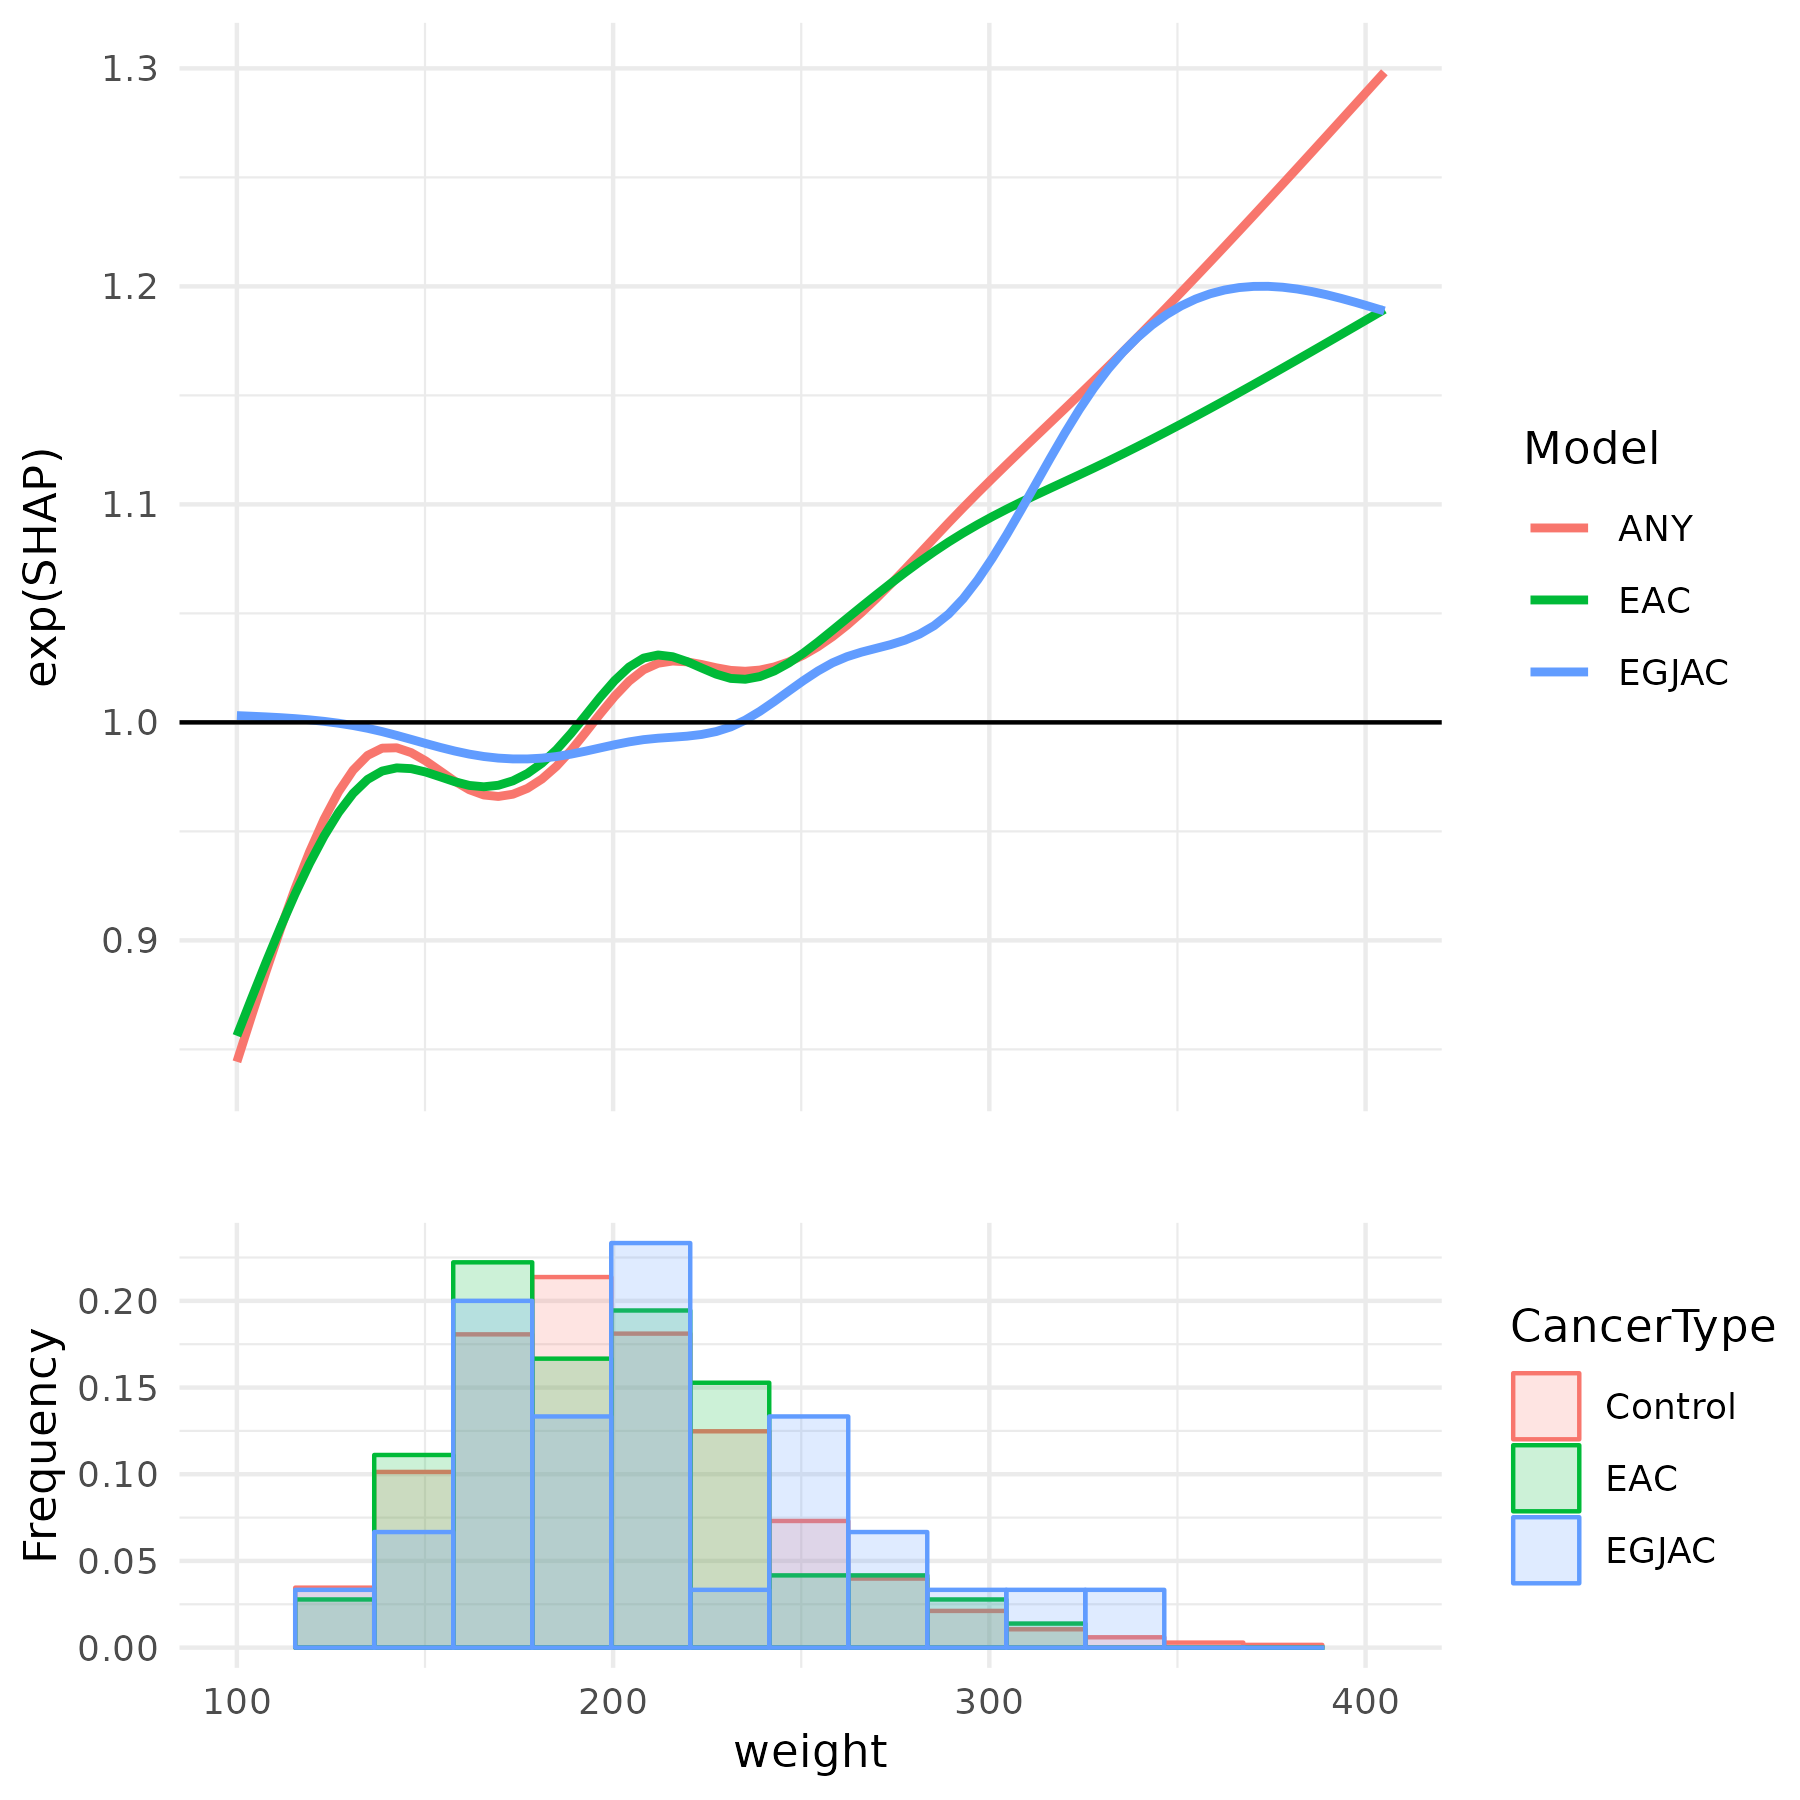 exp(SHAP)
1.3
1.2
1.1
1.0
0.9
Model
ANY
EAC
EGJAC
Frequency
0.20
0.15
0.10
0.05
0.00
100 200 300 400
weight
CancerType
Control
EAC
EGJAC